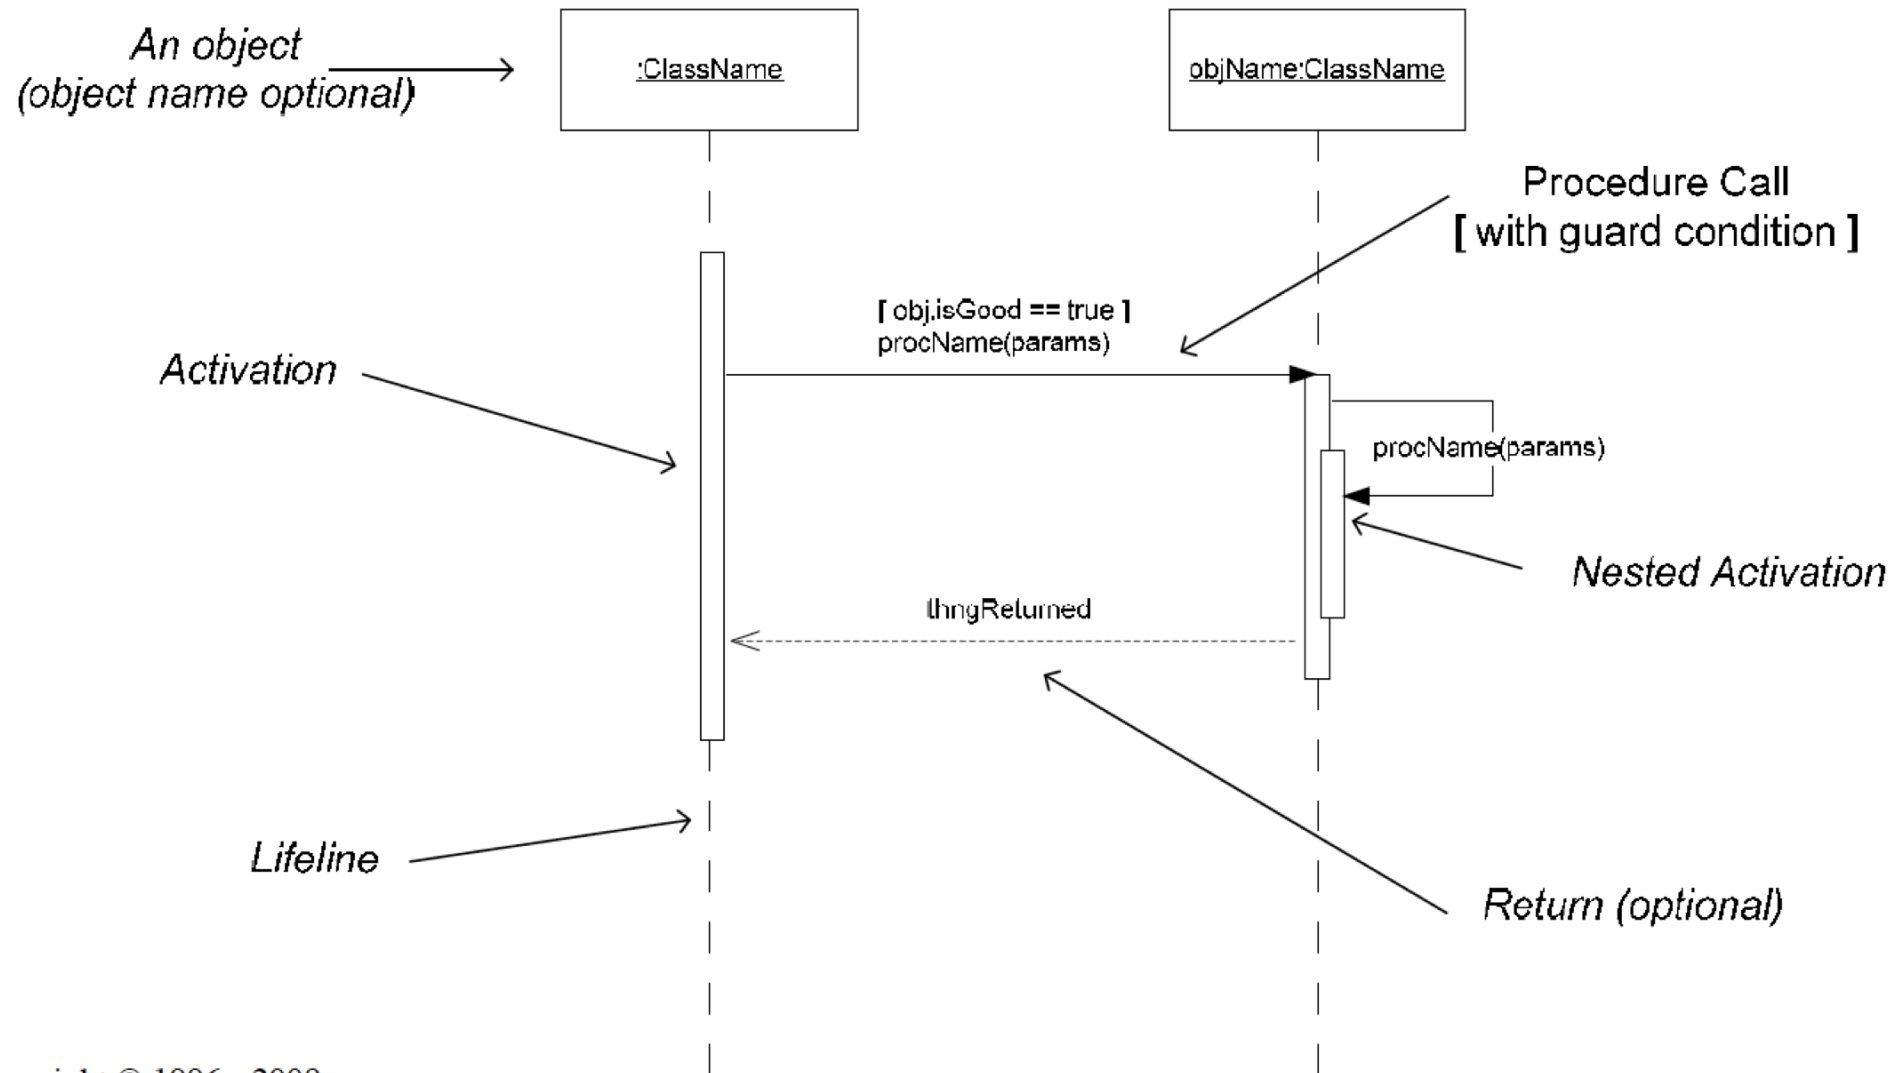 An object
(object name optional)
:ClassName
objName:ClassName
Procedure Call
[ with guard condition ]
[ obj.isGood == true ]
procName(params)
Activation
procName(params)
Nested Activation
thngReturned
Lifeline
Return (optional)